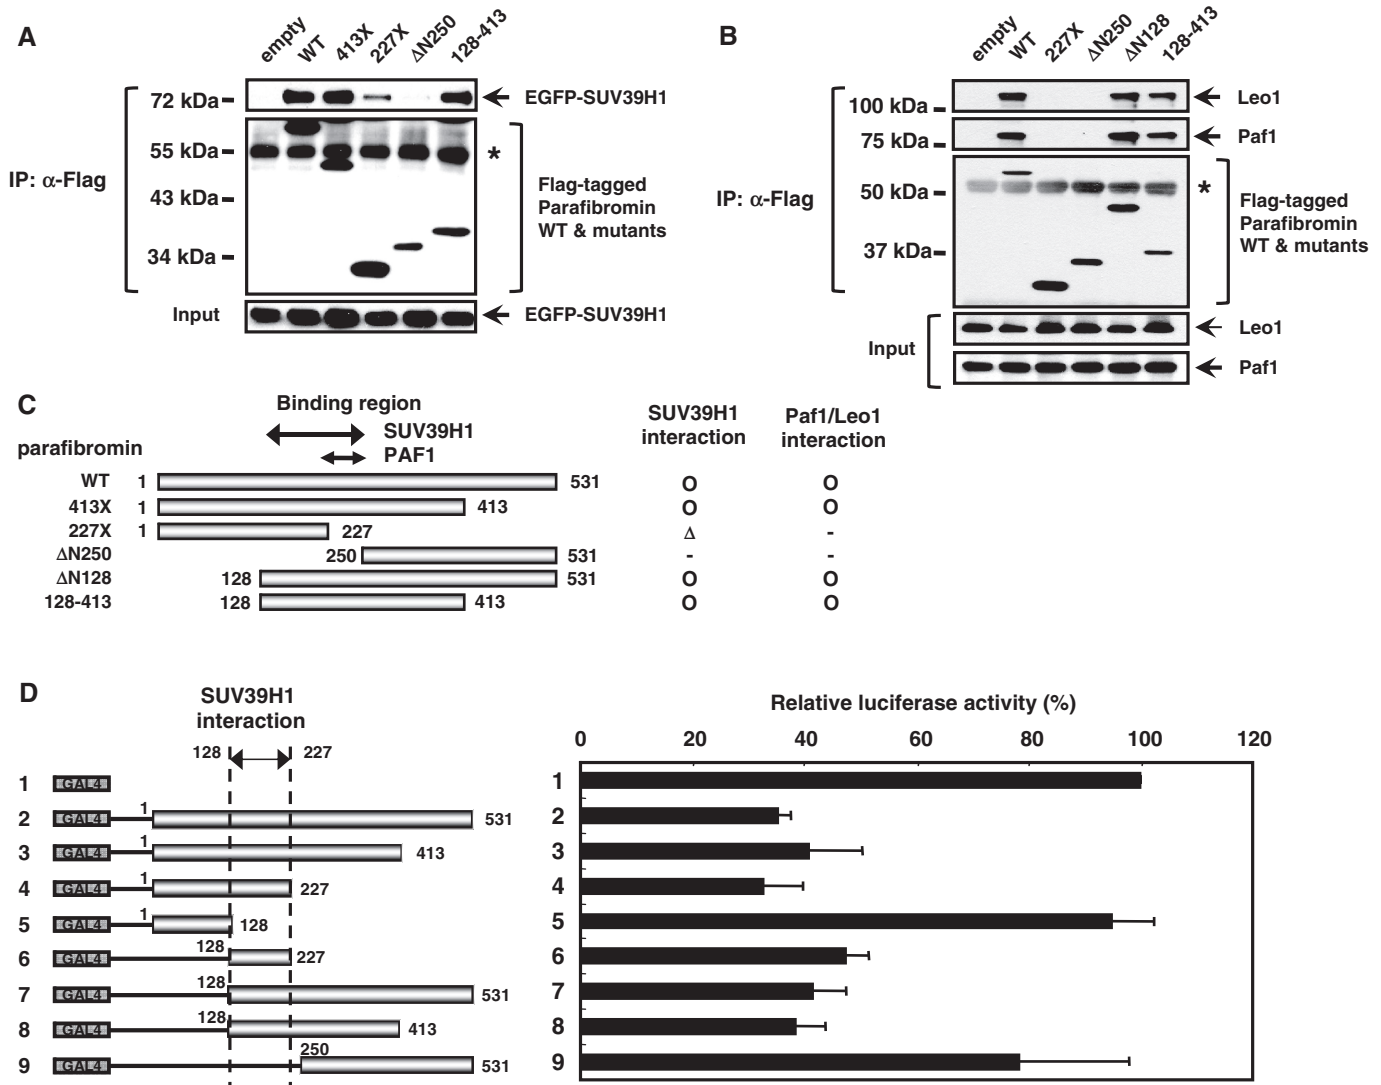 A
empty WT 413X 227X ΔN250 128-413
72 kDa
EGFP-SUV39H1
55 kDa
*
IP: α-Flag
43 kDa
Flag-tagged
Parafibromin
WT & mutants
34 kDa
Input
EGFP-SUV39H1
B
empty WT 227X ΔN250 ΔN128 128-413
100 kDa
Leo1
75 kDa
Paf1
IP: α-Flag
50 kDa
*
Flag-tagged
Parafibromin
WT & mutants
37 kDa
Input
Leo1
Paf1
C
Binding region
SUV39H1
PAF1
SUV39H1
interaction
Paf1/Leo1
interaction
parafibromin
WT 1 531 O O
413X 1 413 O O
227X 1 227 Δ -
ΔN250 250 531 - -
ΔN128 128 531 O O
128-413 128 413 O O
D
SUV39H1
interaction
128 227
1 GAL4
2 GAL4 1 531
3 GAL4 1 413
4 GAL4 1 227
5 GAL4 1 128
6 GAL4 128 227
7 GAL4 128 531
8 GAL4 128 413
9 GAL4 250 531
Relative luciferase activity (%)
0 20 40 60 80 100 120
1
2
3
4
5
6
7
8
9